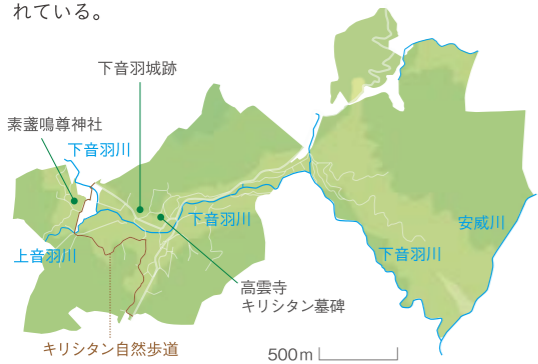 れている。
下音羽城跡
素盞鳴尊神社
下音羽川
下音羽川
安威川
上音羽川
下音羽川
高雲寺
キリシタン墓碑
キリシタン自然歩道
500m